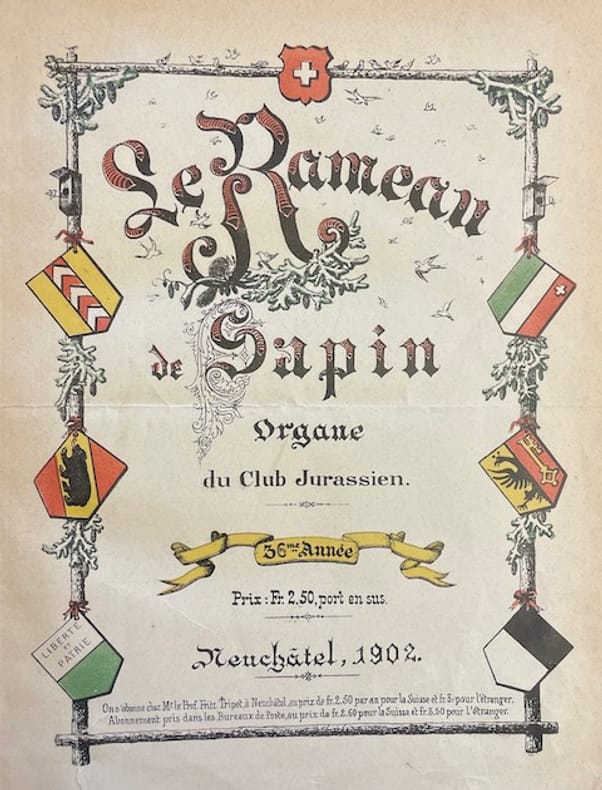 Le Rameau
de Sapin
Organe
du Club Jurassien.
36me Année
Prix : Fr. 2.50, port en sus.
Neuchâtel, 1902.
LIBERTÉ
ET
PATRIE
On s'abonne chez Mr. le Prof. Fritz Tripet, à Neuchâtel, au prix de fr. 2.50 par an pour la Suisse et fr. 3.- pour l'étranger.
Abonnement pris dans les Bureaux de Poste, au prix de fr. 2.60 pour la Suisse et fr. 3,50 pour l'étranger.